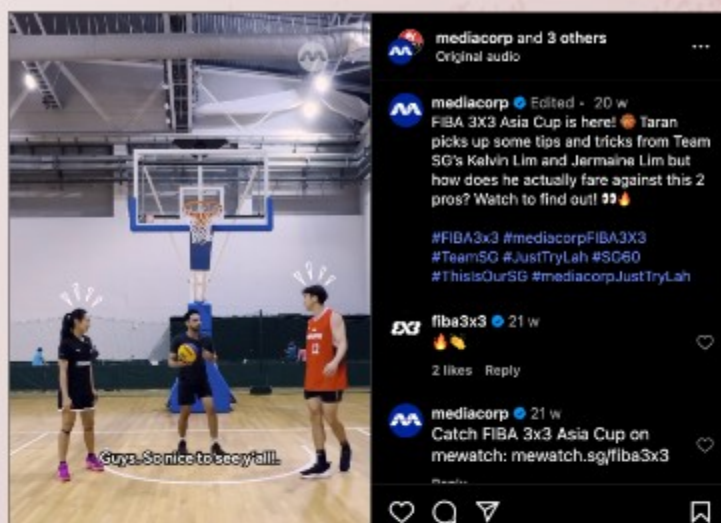 mediacorp and 3 others
Original audio
mediacorp Edited · 20 w
FIBA 3X3 Asia Cup is here! 🏀 Taran
picks up some tips and tricks from Team
SG's Kelvin Lim and Jermaine Lim but
how does he actually fare against this 2
pros? Watch to find out! 👀🔥
#FIBA3x3 #mediacorpFIBA3X3
#TeamSG #JustTryLah #SG60
#ThisIsOurSG #mediacorpJustTryLah
fiba3x3 21 w
🔥👏
2 likes Reply
mediacorp 21 w
Catch FIBA 3x3 Asia Cup on
mewatch: mewatch.sg/fiba3x3
Reply
???
???
12
Guys. So nice to see y'alll.